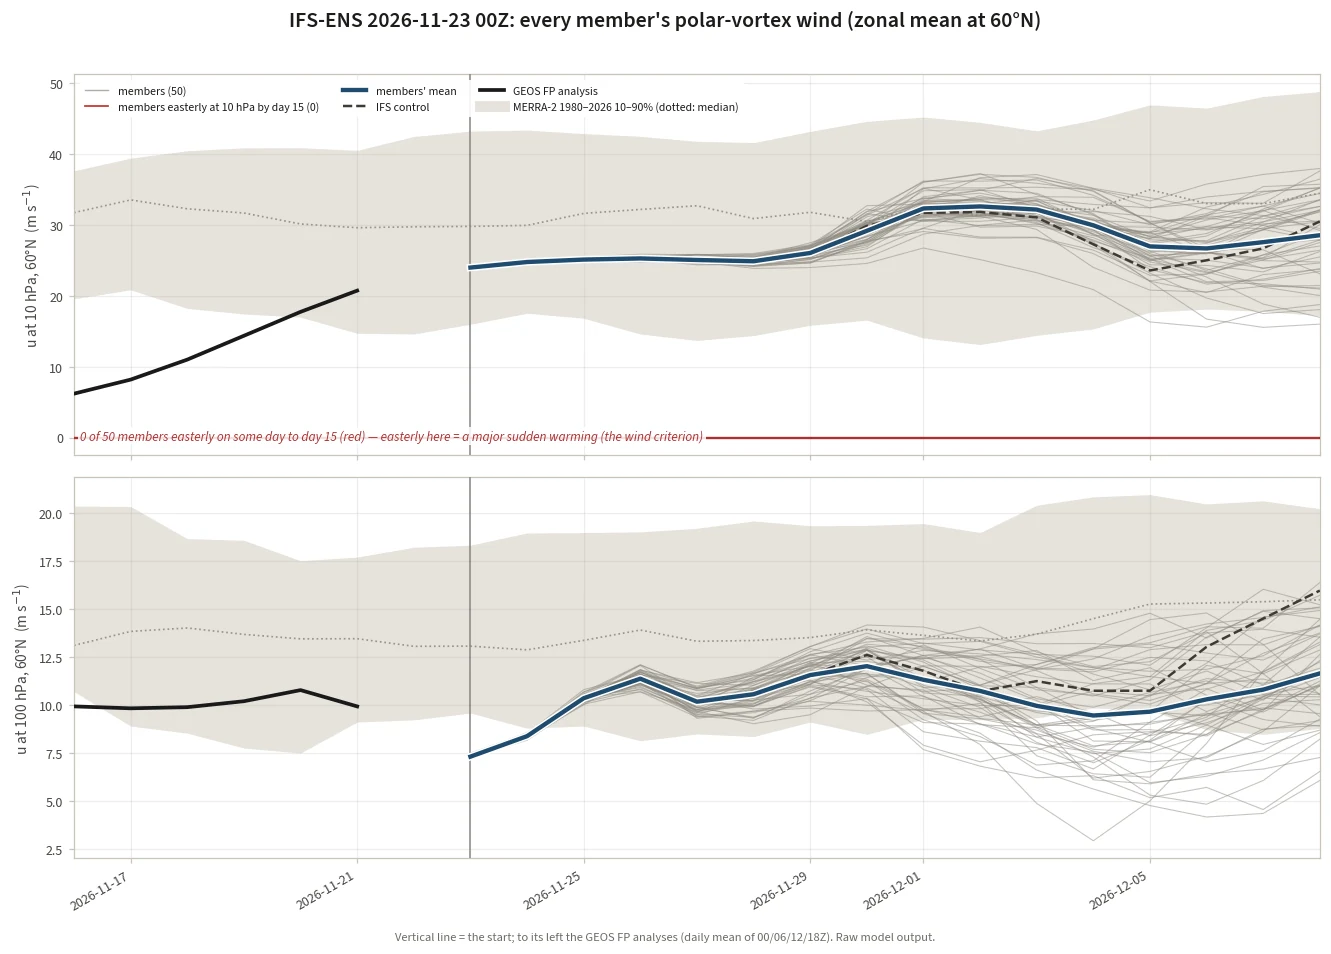 IFS-ENS 2026-11-23 00Z: every member's polar-vortex wind (zonal mean at 60°N)
members (50)
members easterly at 10 hPa by day 15 (0)
members' mean
IFS control
GEOS FP analysis
MERRA-2 1980–2026 10–90% (dotted: median)
u at 10 hPa, 60°N (m s⁻¹)
50
40
30
20
10
0
0 of 50 members easterly on some day to day 15 (red) — easterly here = a major sudden warming (the wind criterion)
u at 100 hPa, 60°N (m s⁻¹)
20.0
17.5
15.0
12.5
10.0
7.5
5.0
2.5
2026-11-17
2026-11-21
2026-11-25
2026-11-29
2026-12-01
2026-12-05
Vertical line = the start; to its left the GEOS FP analyses (daily mean of 00/06/12/18Z). Raw model output.